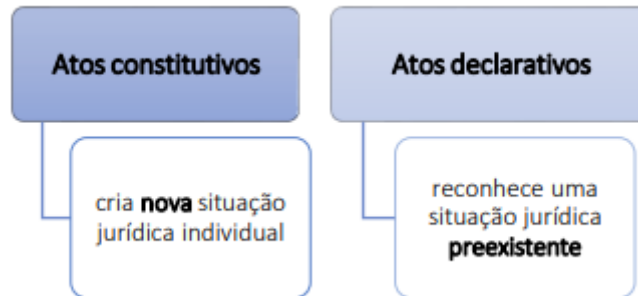 Atos constitutivos
cria nova situação
jurídica individual
Atos declarativos
reconhece uma
situação jurídica
preexistente